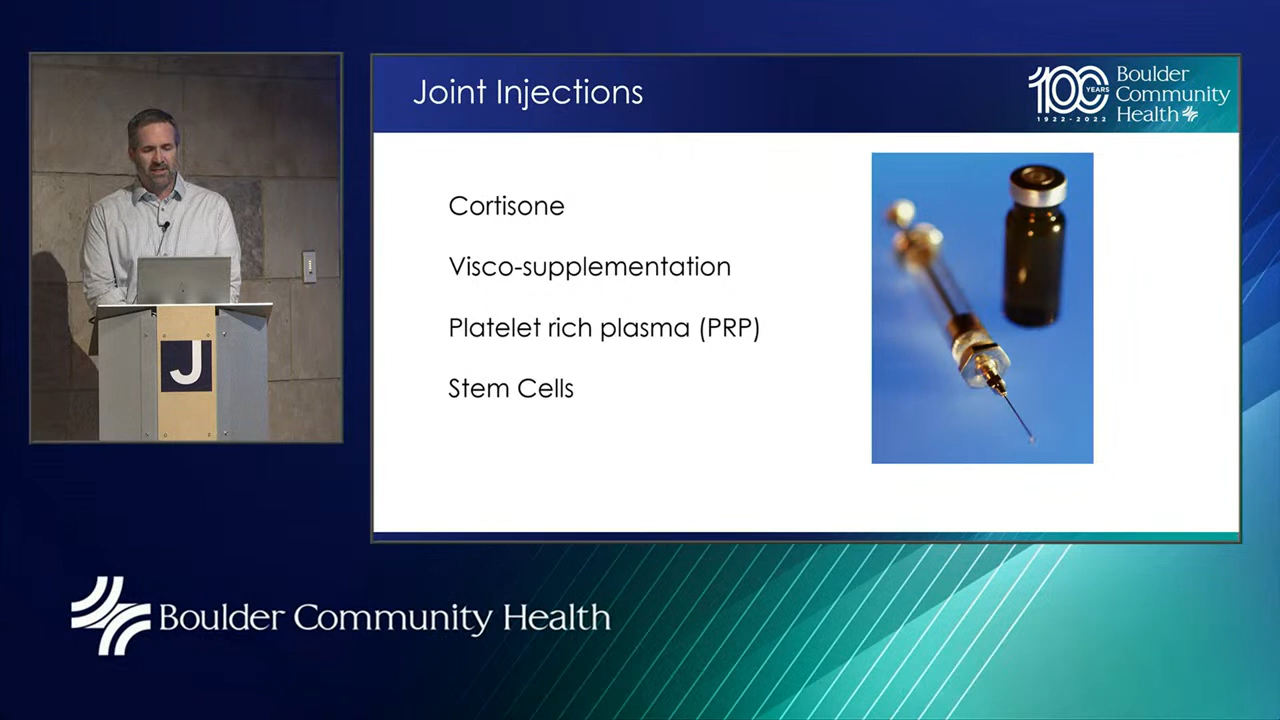 Joint Injections
100
YEARS
1922-2022
Boulder
Community
Health
Cortisone
Visco-supplementation
Platelet rich plasma (PRP)
Stem Cells
J
Boulder Community Health